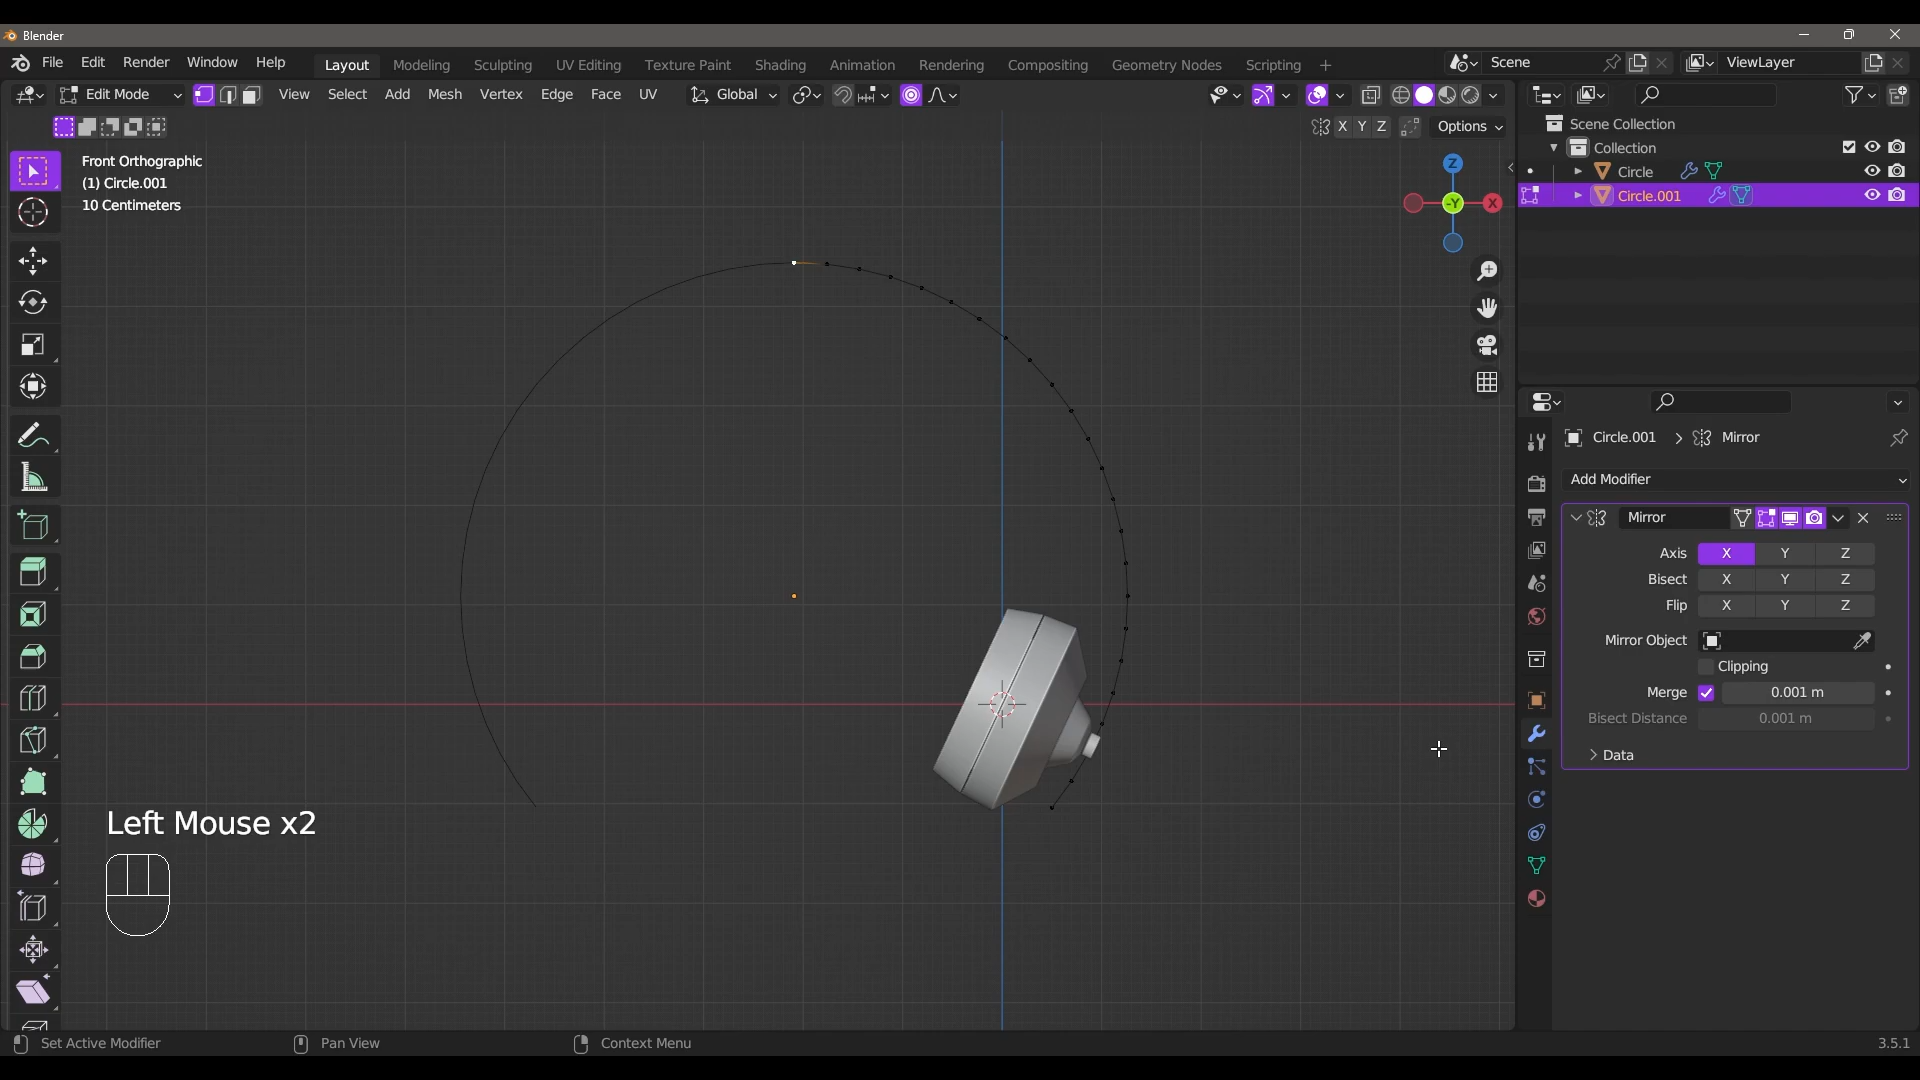 Blender
File Edit Render Window Help Layout Modeling Sculpting UV Editing Texture Paint Shading Animation Rendering Compositing Geometry Nodes Scripting + Scene ViewLayer
Edit Mode View Select Add Mesh Vertex Edge Face UV Global
X Y Z Options
Front Orthographic
(1) Circle.001
10 Centimeters
Z
-Y X
Scene Collection
Collection
Circle
Circle.001
Circle.001 > Mirror
Add Modifier
Mirror
Axis X Y Z
Bisect X Y Z
Flip X Y Z
Mirror Object
Clipping
Merge 0.001 m
Bisect Distance 0.001 m
> Data
Left Mouse x2
Set Active Modifier Pan View Context Menu 3.5.1